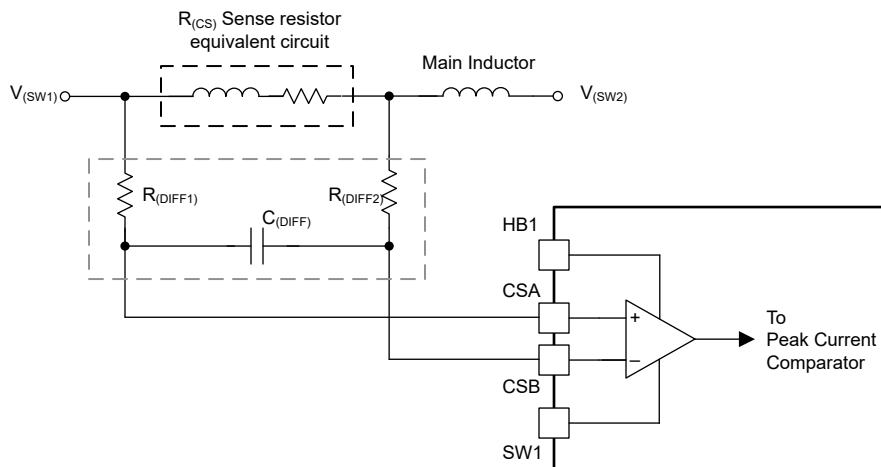 R(CS) Sense resistor
equivalent circuit
Main Inductor
V(SW1)
V(SW2)
R(DIFF1)
R(DIFF2)
C(DIFF)
HB1
CSA
+
To
Peak Current
Comparator
−
CSB
SW1